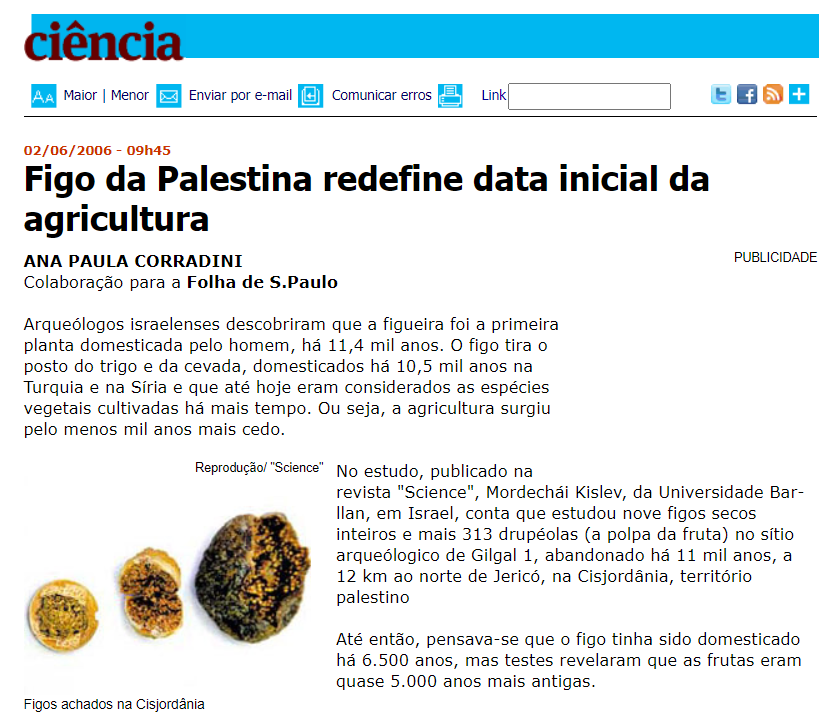 ciência
Maior | Menor Enviar por e-mail Comunicar erros Link
02/06/2006 - 09h45
Figo da Palestina redefine data inicial da
agricultura
ANA PAULA CORRADINI
PUBLICIDADE
Colaboração para a Folha de S.Paulo
Arqueólogos israelenses descobriram que a figueira foi a primeira
planta domesticada pelo homem, há 11,4 mil anos. O figo tira o
posto do trigo e da cevada, domesticados há 10,5 mil anos na
Turquia e na Síria e que até hoje eram considerados as espécies
vegetais cultivadas há mais tempo. Ou seja, a agricultura surgiu
pelo menos mil anos mais cedo.
Reprodução/ "Science"
No estudo, publicado na
revista "Science", Mordechái Kislev, da Universidade Bar-
llan, em Israel, conta que estudou nove figos secos
inteiros e mais 313 drupéolas (a polpa da fruta) no sítio
arqueólogico de Gilgal 1, abandonado há 11 mil anos, a
12 km ao norte de Jericó, na Cisjordânia, território
palestino
Até então, pensava-se que o figo tinha sido domesticado
há 6.500 anos, mas testes revelaram que as frutas eram
quase 5.000 anos mais antigas.
Figos achados na Cisjordânia